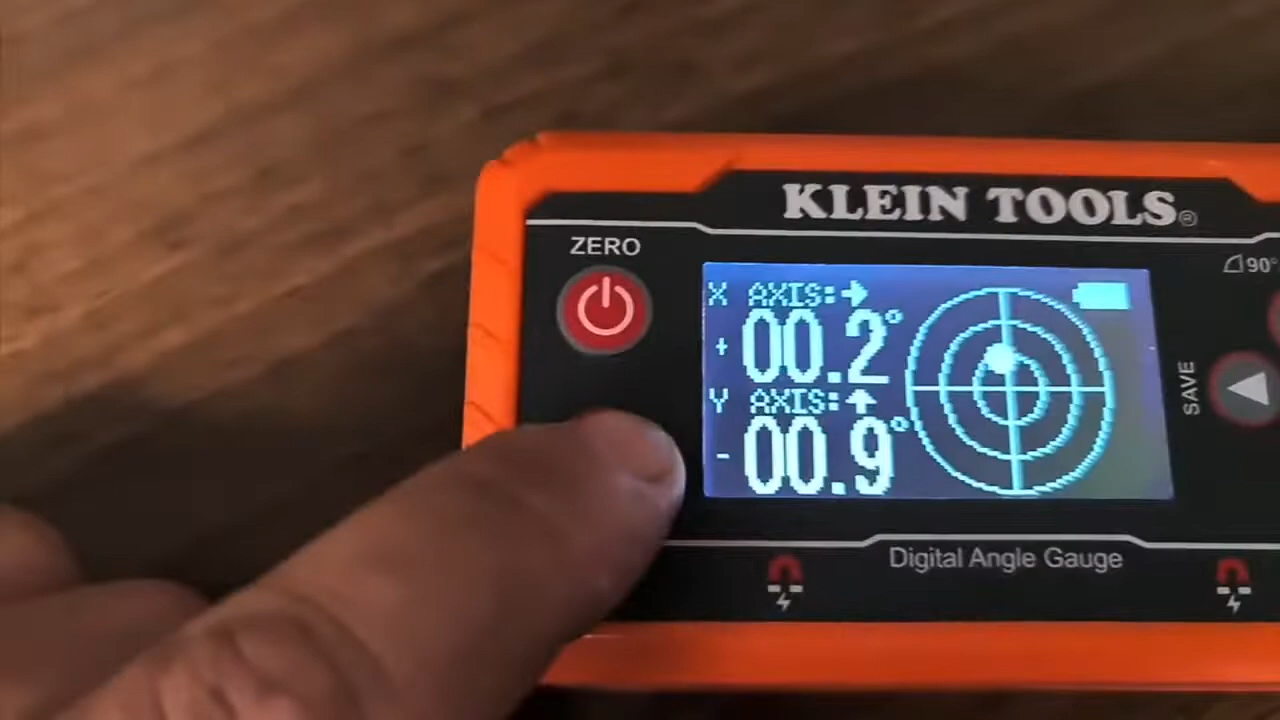 KLEIN TOOLS®
ZERO
90°
X AXIS:→
+ 00.2°
Y AXIS:↑
- 00.9°
SAVE
Digital Angle Gauge